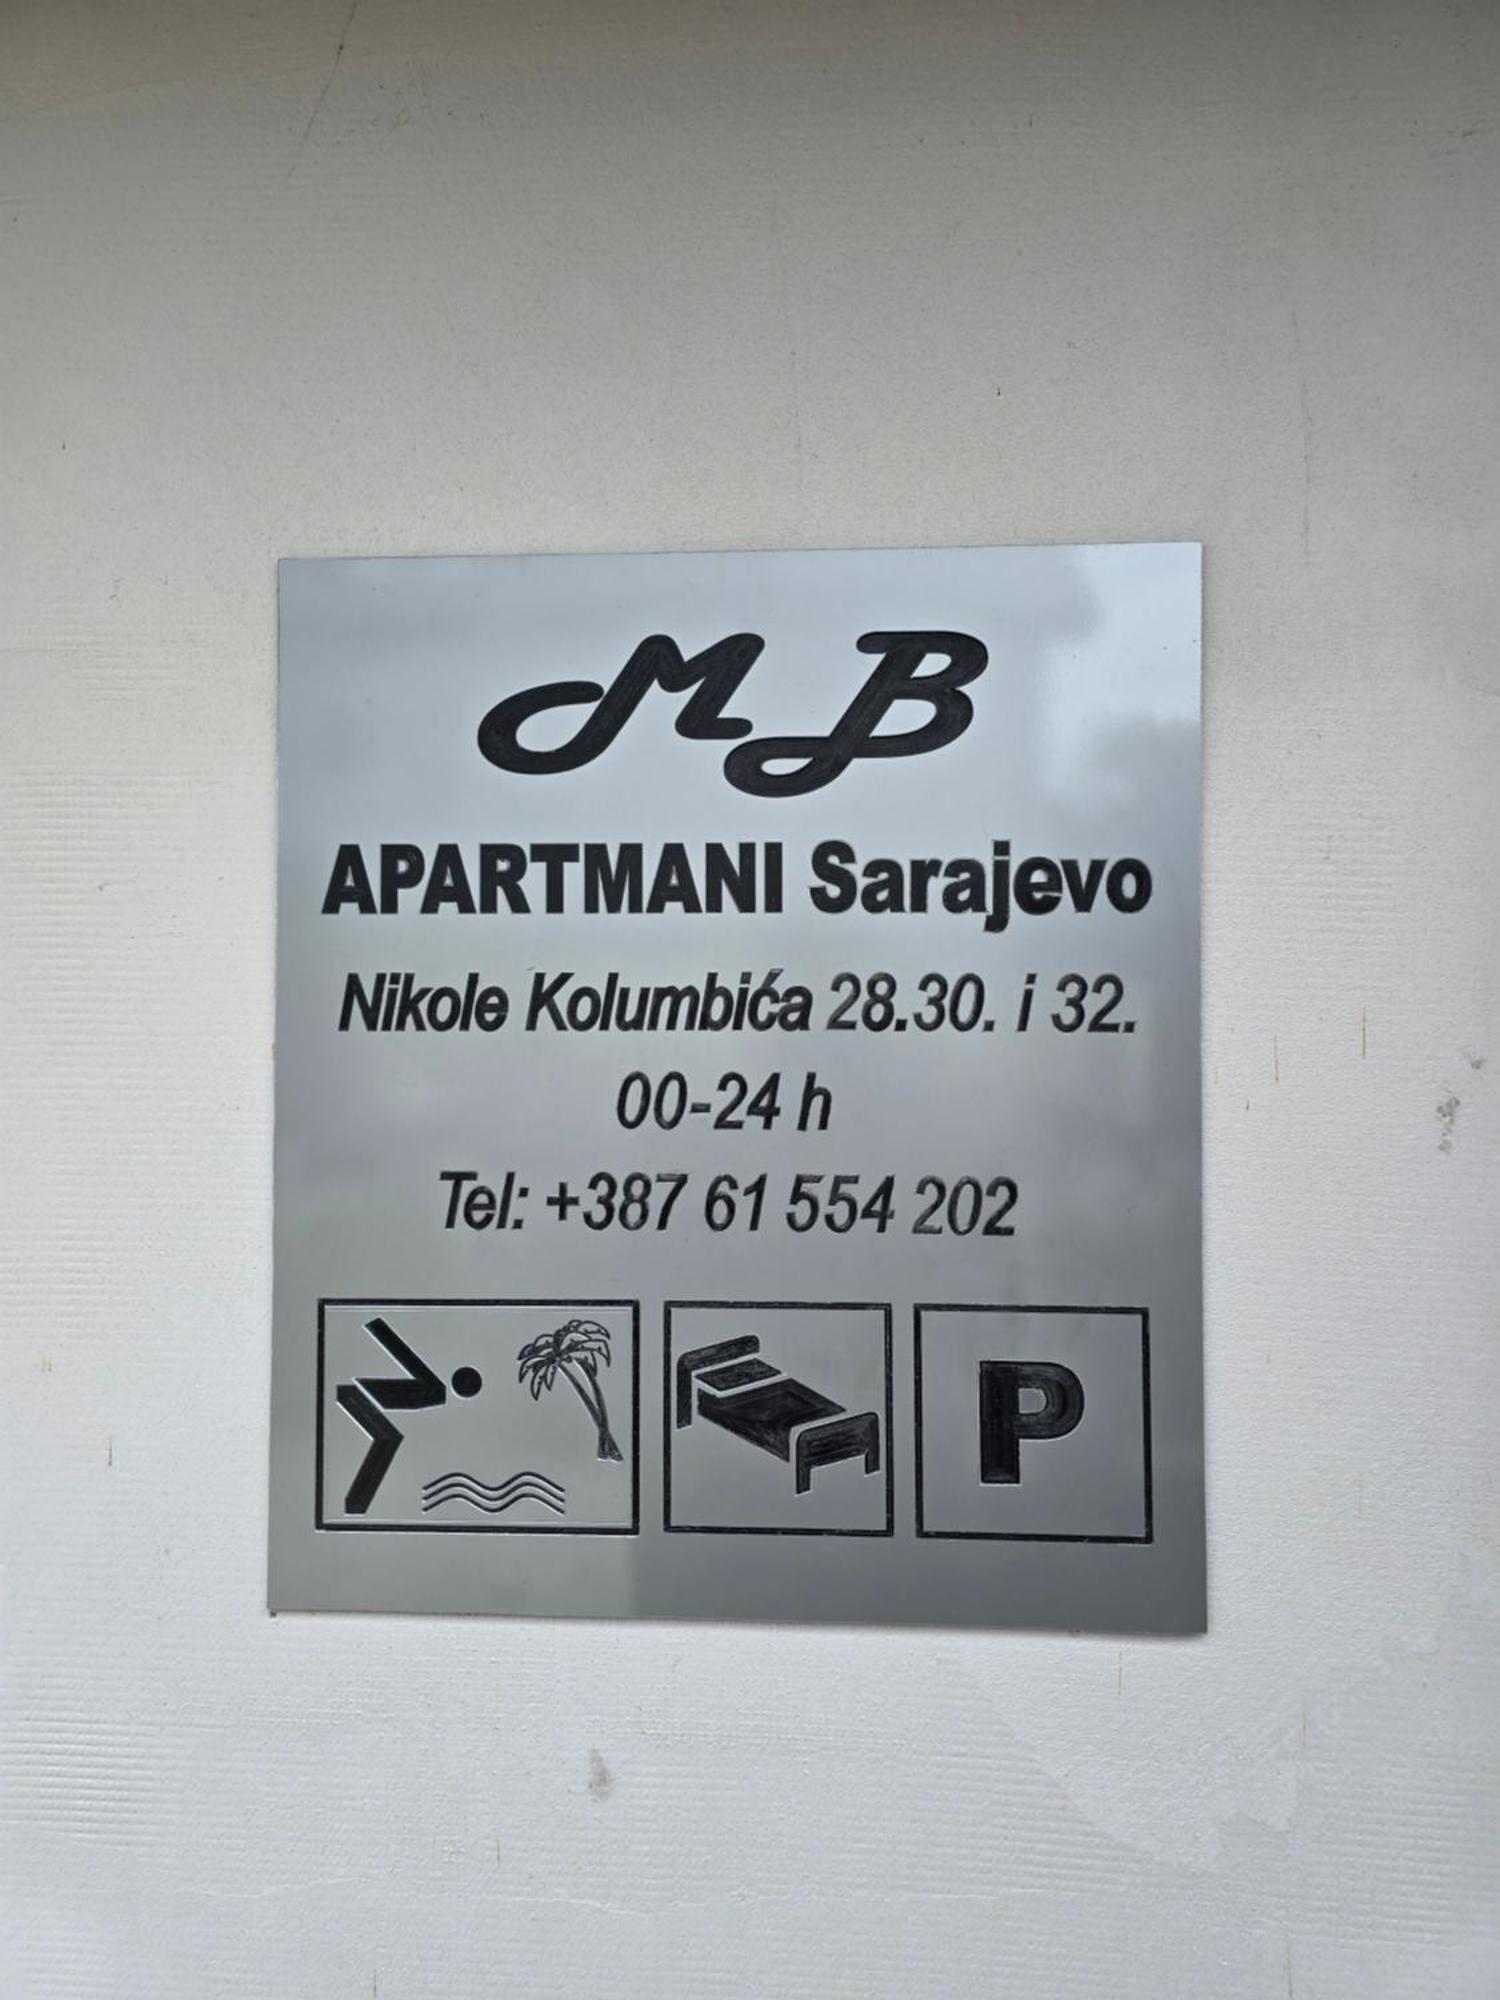 MB
APARTMANI Sarajevo
Nikole Kolumbića 28.30. i 32.
00-24 h
Tel: +387 61 554 202
P